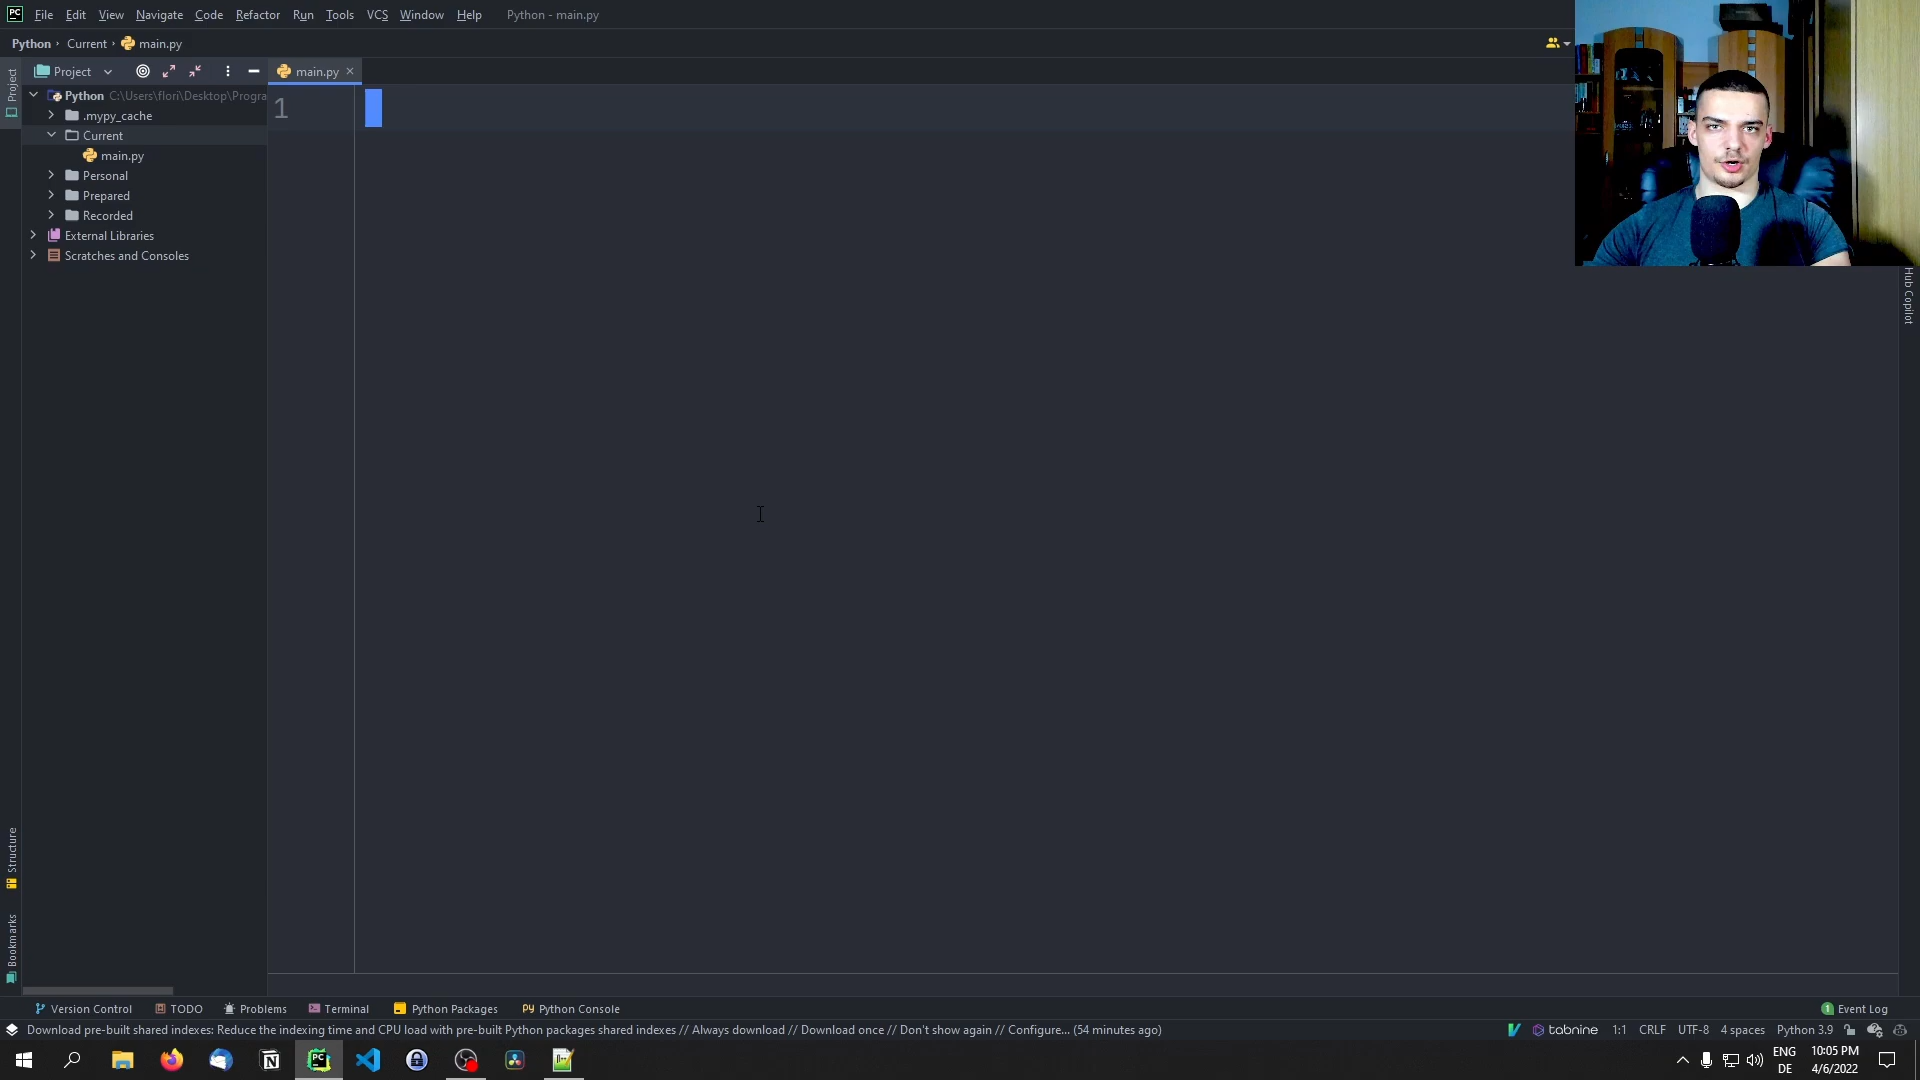 PC File Edit View Navigate Code Refactor Run Tools VCS Window Help Python - main.py
Python › Current › main.py
Project
Project
main.py
Python C:\Users\flori\Desktop\Progra
.mypy_cache
Current
main.py
Personal
Prepared
Recorded
External Libraries
Scratches and Consoles
1
Hub Copilot
Structure
Bookmarks
Version Control TODO Problems Terminal Python Packages Python Console 1 Event Log
Download pre-built shared indexes: Reduce the indexing time and CPU load with pre-built Python packages shared indexes // Always download // Download once // Don't show again // Configure... (54 minutes ago) tabnine 1:1 CRLF UTF-8 4 spaces Python 3.9
ENG 10:05 PM
DE 4/6/2022